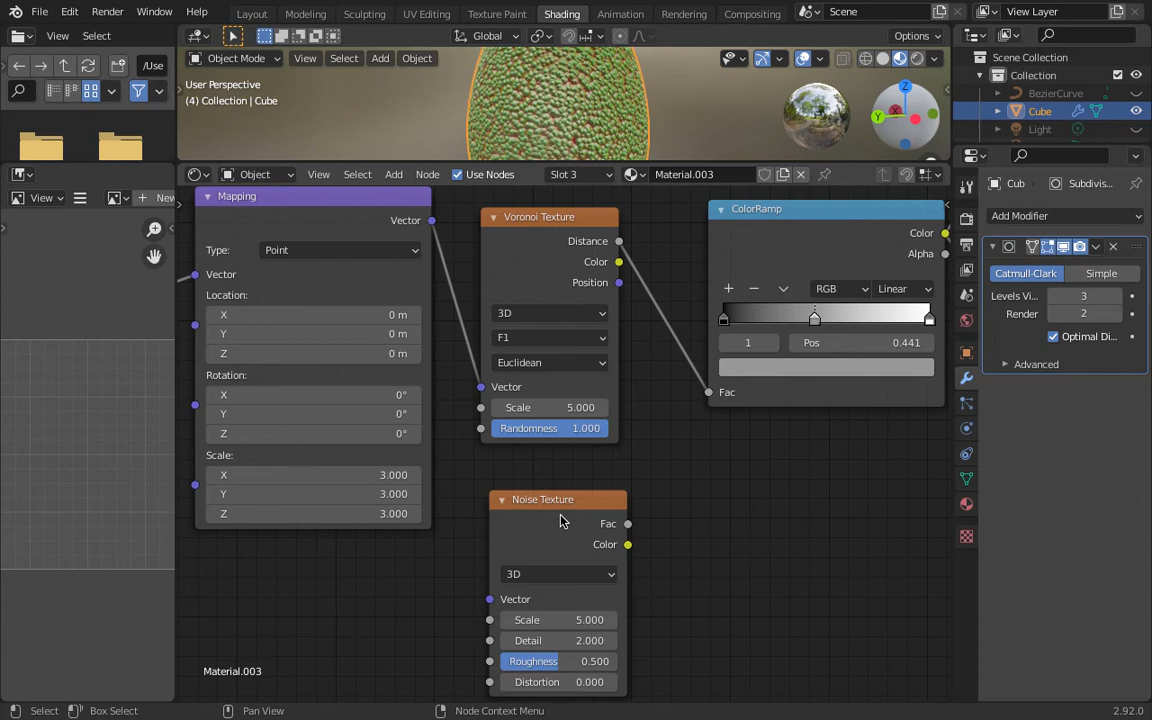 File Edit Render Window Help Layout Modeling Sculpting UV Editing Texture Paint Shading Animation Rendering Compositing Scene View Layer
View Select Global Options
/Use Object Mode View Select Add Object
User Perspective
(4) Collection | Cube
Z
X
Y
Scene Collection
Collection
BezierCurve
Cube
Light
View New
Object View Select Add Node Use Nodes Slot 3 Material.003
Cub Subdivis...
Add Modifier
Catmull-Clark Simple
Levels Vi... 3
Render 2
Optimal Di...
Advanced
Mapping
Vector
Type: Point
Vector
Location:
X 0 m
Y 0 m
Z 0 m
Rotation:
X 0°
Y 0°
Z 0°
Scale:
X 3.000
Y 3.000
Z 3.000
Voronoi Texture
Distance
Color
Position
3D
F1
Euclidean
Vector
Scale 5.000
Randomness 1.000
ColorRamp
Color
Alpha
RGB Linear
1 Pos 0.441
Fac
Noise Texture
Fac
Color
3D
Vector
Scale 5.000
Detail 2.000
Roughness 0.500
Distortion 0.000
Material.003
Select Box Select Pan View Node Context Menu 2.92.0